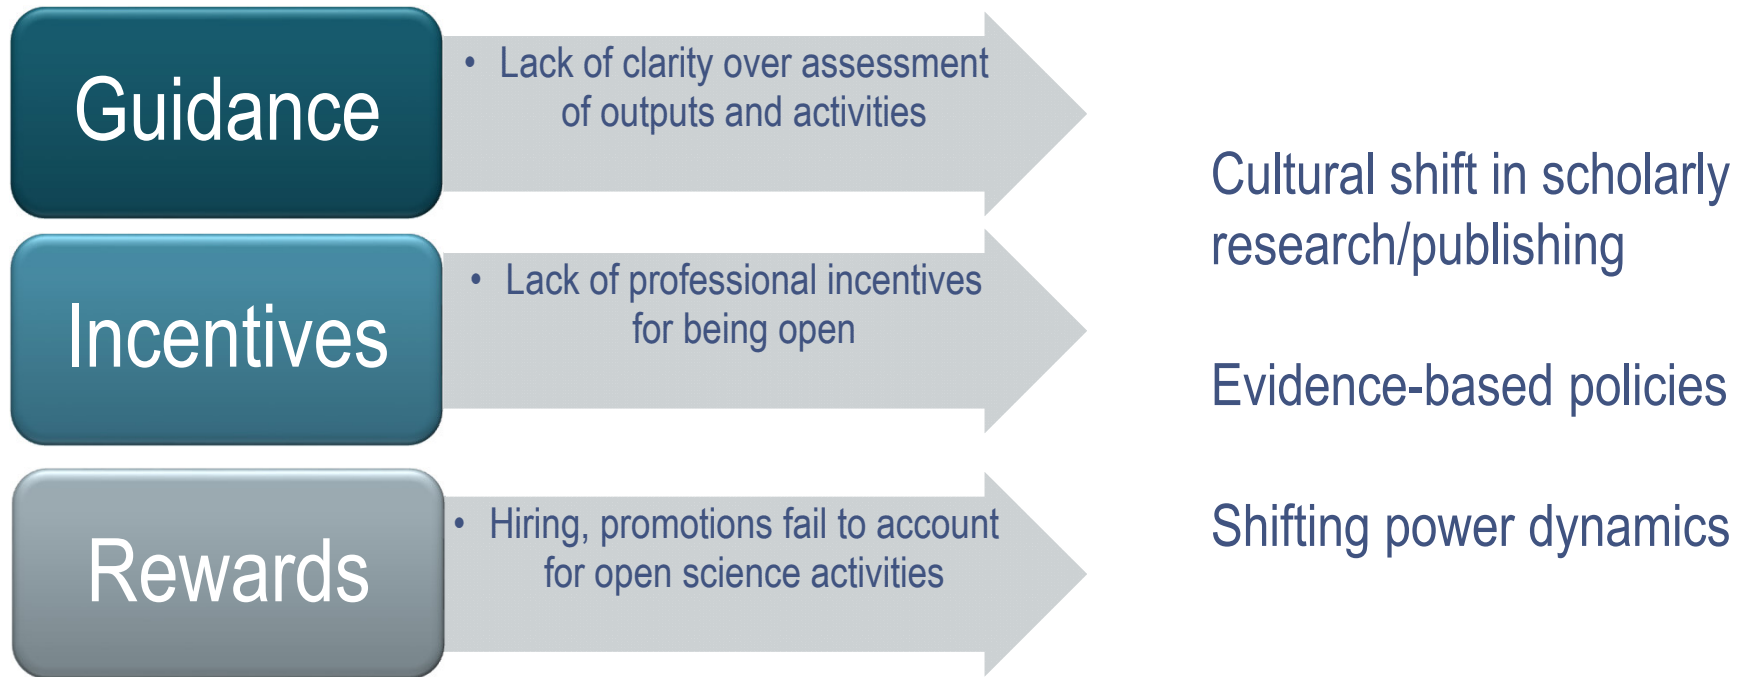 Guidance
• Lack of clarity over assessment
of outputs and activities
Incentives
• Lack of professional incentives
for being open
Rewards
• Hiring, promotions fail to account
for open science activities
Cultural shift in scholarly
research/publishing
Evidence-based policies
Shifting power dynamics